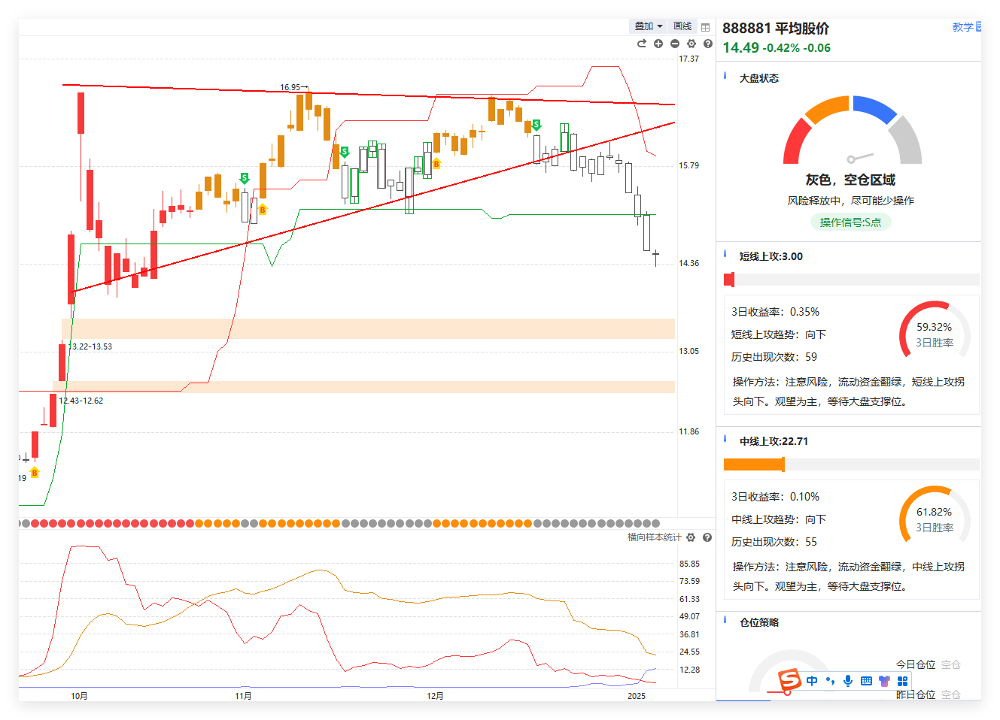 叠加 画线
888881 平均股价 教学
14.49 -0.42% -0.06
17.37
16.95
S
S
S
15.79
B
B
14.36
13.22-13.53
13.05
12.43-12.62
11.86
19
B
横向样本统计
85.85
73.59
61.33
49.07
36.81
24.55
12.28
10月 11月 12月 2025
大盘状态
灰色，空仓区域
风险释放中，尽可能少操作
操作信号:S点
短线上攻:3.00
3日收益率：0.35%
短线上攻趋势：向下
历史出现次数：59
59.32%
3日胜率
操作方法：注意风险，流动资金翻绿，短线上攻拐
头向下。观望为主，等待大盘支撑位。
中线上攻:22.71
3日收益率：0.10%
中线上攻趋势：向下
历史出现次数：55
61.82%
3日胜率
操作方法：注意风险，流动资金翻绿，中线上攻拐
头向下。观望为主，等待大盘支撑位。
仓位策略
今日仓位 空仓
S 中
昨日仓位 空仓